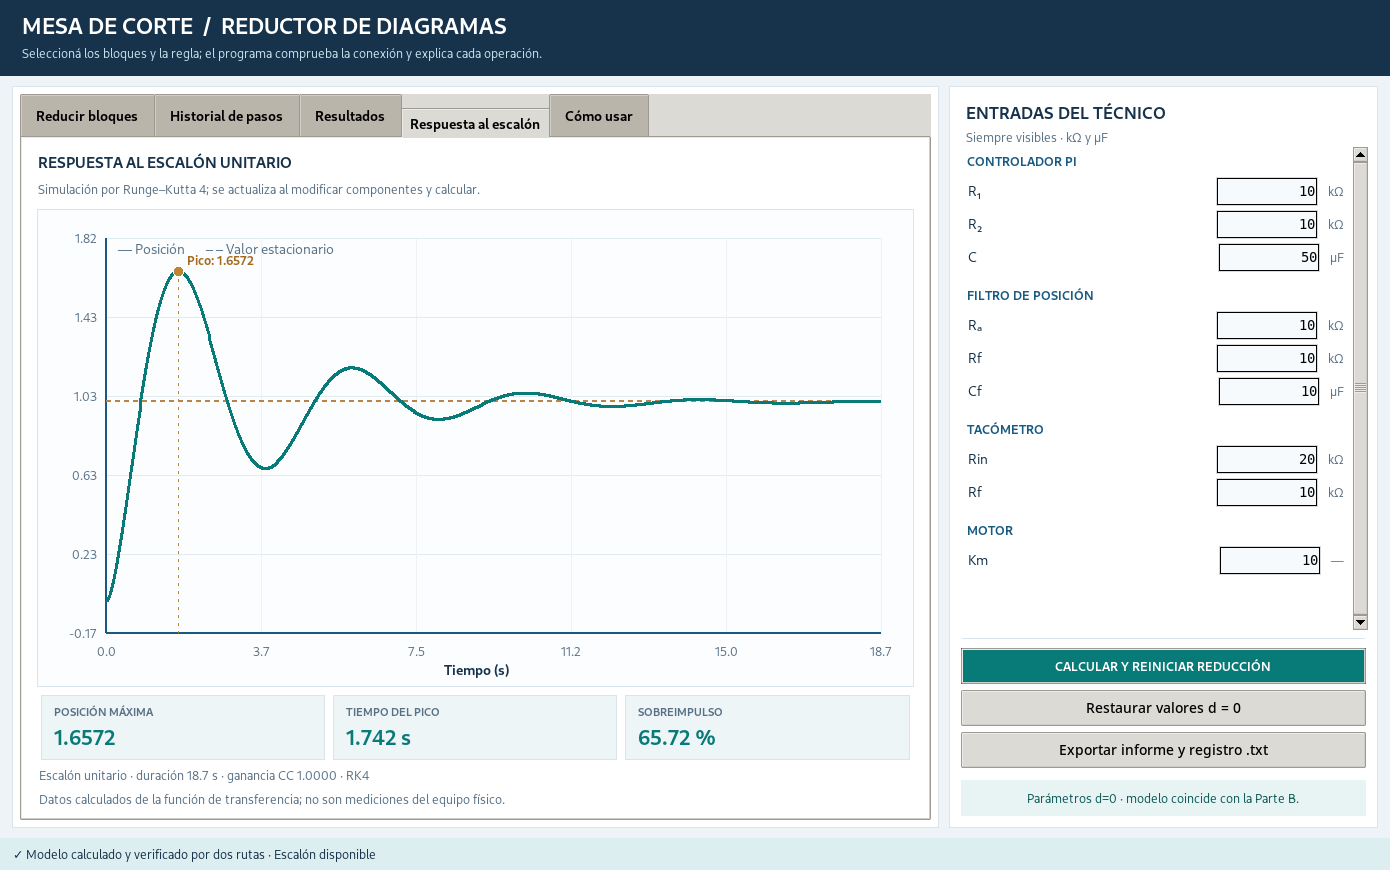 MESA DE CORTE / REDUCTOR DE DIAGRAMAS
Seleccioná los bloques y la regla; el programa comprueba la conexión y explica cada operación.
Reducir bloques
Historial de pasos
Resultados
Respuesta al escalón
Cómo usar
RESPUESTA AL ESCALÓN UNITARIO
Simulación por Runge–Kutta 4; se actualiza al modificar componentes y calcular.
1.82
— Posición
−− Valor estacionario
Pico: 1.6572
1.43
1.03
0.63
0.23
-0.17
0.0
3.7
7.5
11.2
15.0
18.7
Tiempo (s)
POSICIÓN MÁXIMA
1.6572
TIEMPO DEL PICO
1.742 s
SOBREIMPULSO
65.72 %
Escalón unitario · duración 18.7 s · ganancia CC 1.0000 · RK4
Datos calculados de la función de transferencia; no son mediciones del equipo físico.
ENTRADAS DEL TÉCNICO
Siempre visibles · kΩ y µF
CONTROLADOR PI
R₁ 10 kΩ
R₂ 10 kΩ
C 50 µF
FILTRO DE POSICIÓN
Rₐ 10 kΩ
Rf 10 kΩ
Cf 10 µF
TACÓMETRO
Rin 20 kΩ
Rf 10 kΩ
MOTOR
Km 10 —
CALCULAR Y REINICIAR REDUCCIÓN
Restaurar valores d = 0
Exportar informe y registro .txt
Parámetros d=0 · modelo coincide con la Parte B.
✓ Modelo calculado y verificado por dos rutas · Escalón disponible